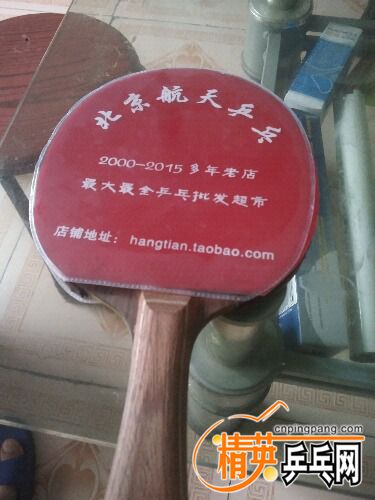 北京航天乒乓
2000-2015 多年老店
最大最全乒乓批发超市
店铺地址： hangtian.taobao.com
cnpingpang.com
精英乒乓网